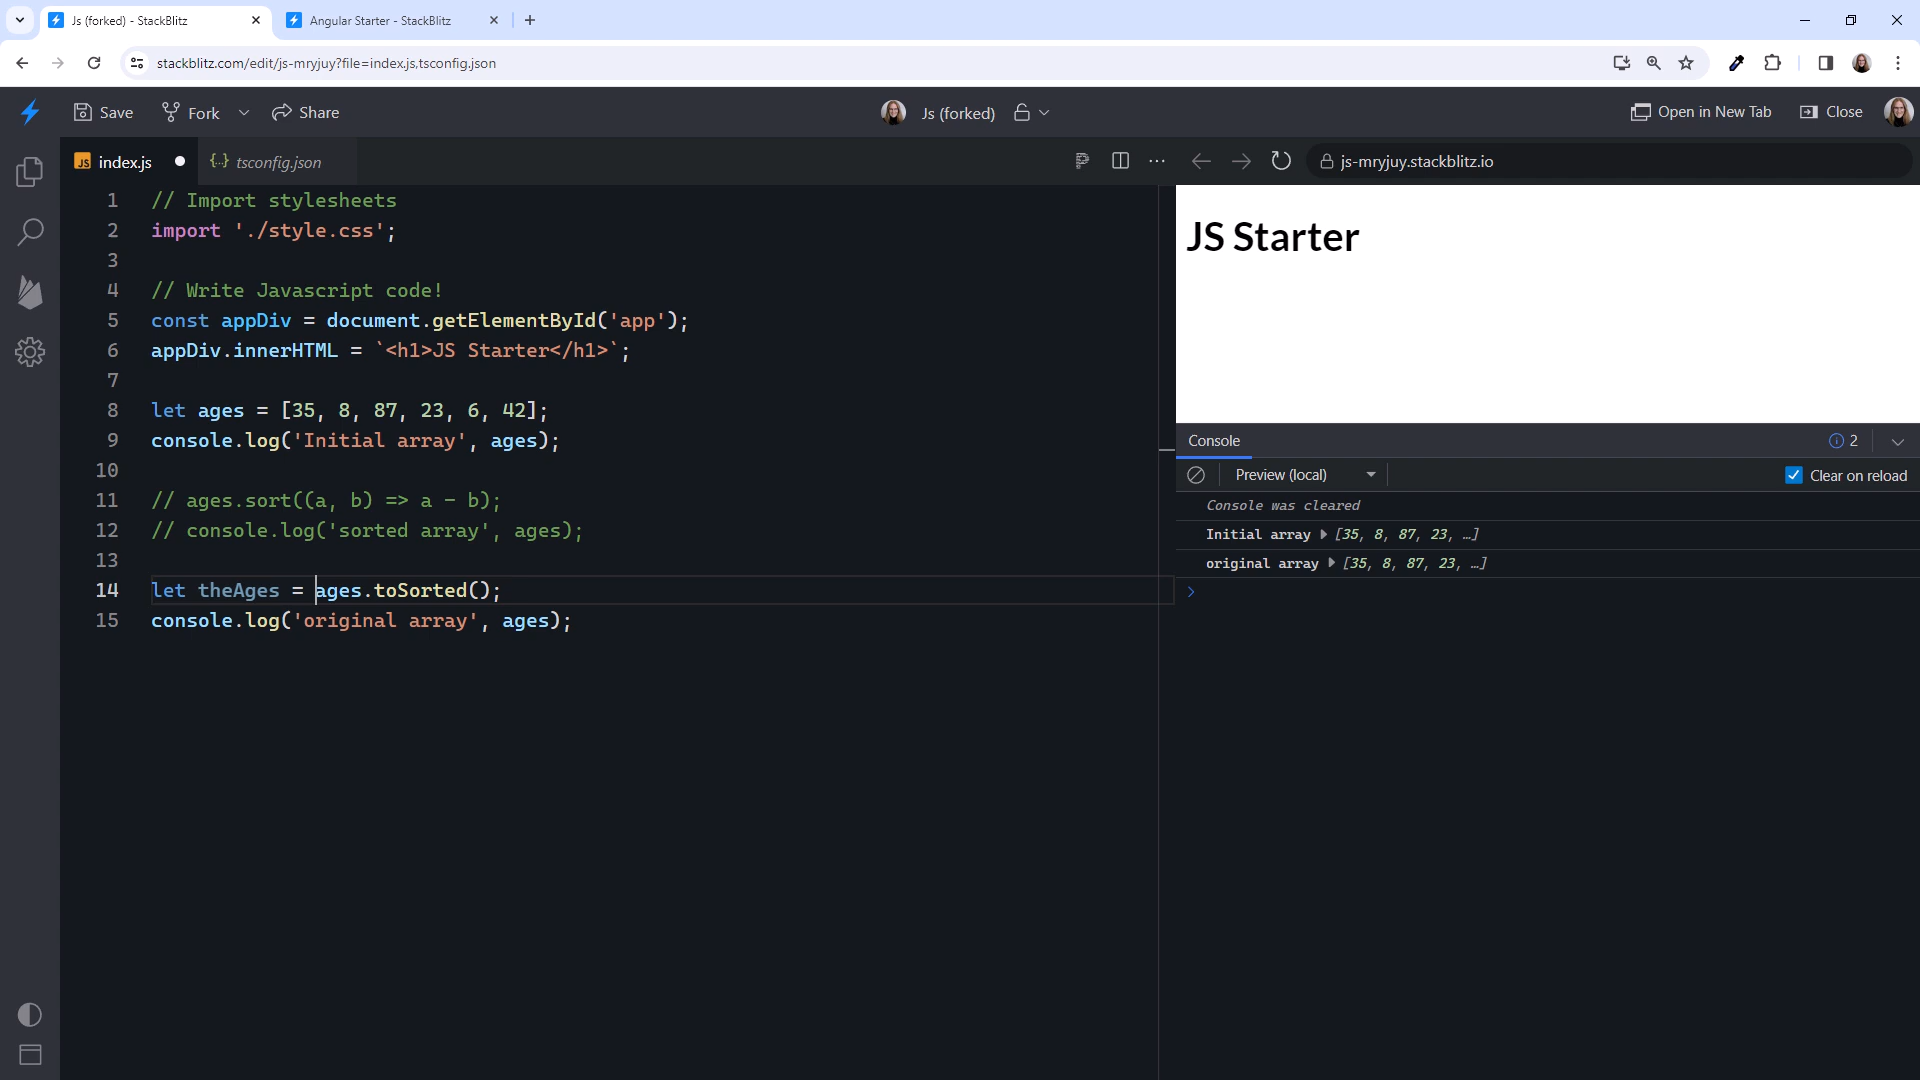 Js (forked) - StackBlitz
Angular Starter - StackBlitz
stackblitz.com/edit/js-mryjuy?file=index.js,tsconfig.json
Save
Fork
Share
Js (forked)
Open in New Tab
Close
JS index.js
{..} tsconfig.json
js-mryjuy.stackblitz.io
1 // Import stylesheets
2 import './style.css';
3
4 // Write Javascript code!
5 const appDiv = document.getElementById('app');
6 appDiv.innerHTML = `<h1>JS Starter</h1>`;
7
8 let ages = [35, 8, 87, 23, 6, 42];
9 console.log('Initial array', ages);
10
11 // ages.sort((a, b) => a - b);
12 // console.log('sorted array', ages);
13
14 let theAges = ages.toSorted();
15 console.log('original array', ages);
JS Starter
Console
2
Preview (local)
Clear on reload
Console was cleared
Initial array ▶ [35, 8, 87, 23, …]
original array ▶ [35, 8, 87, 23, …]